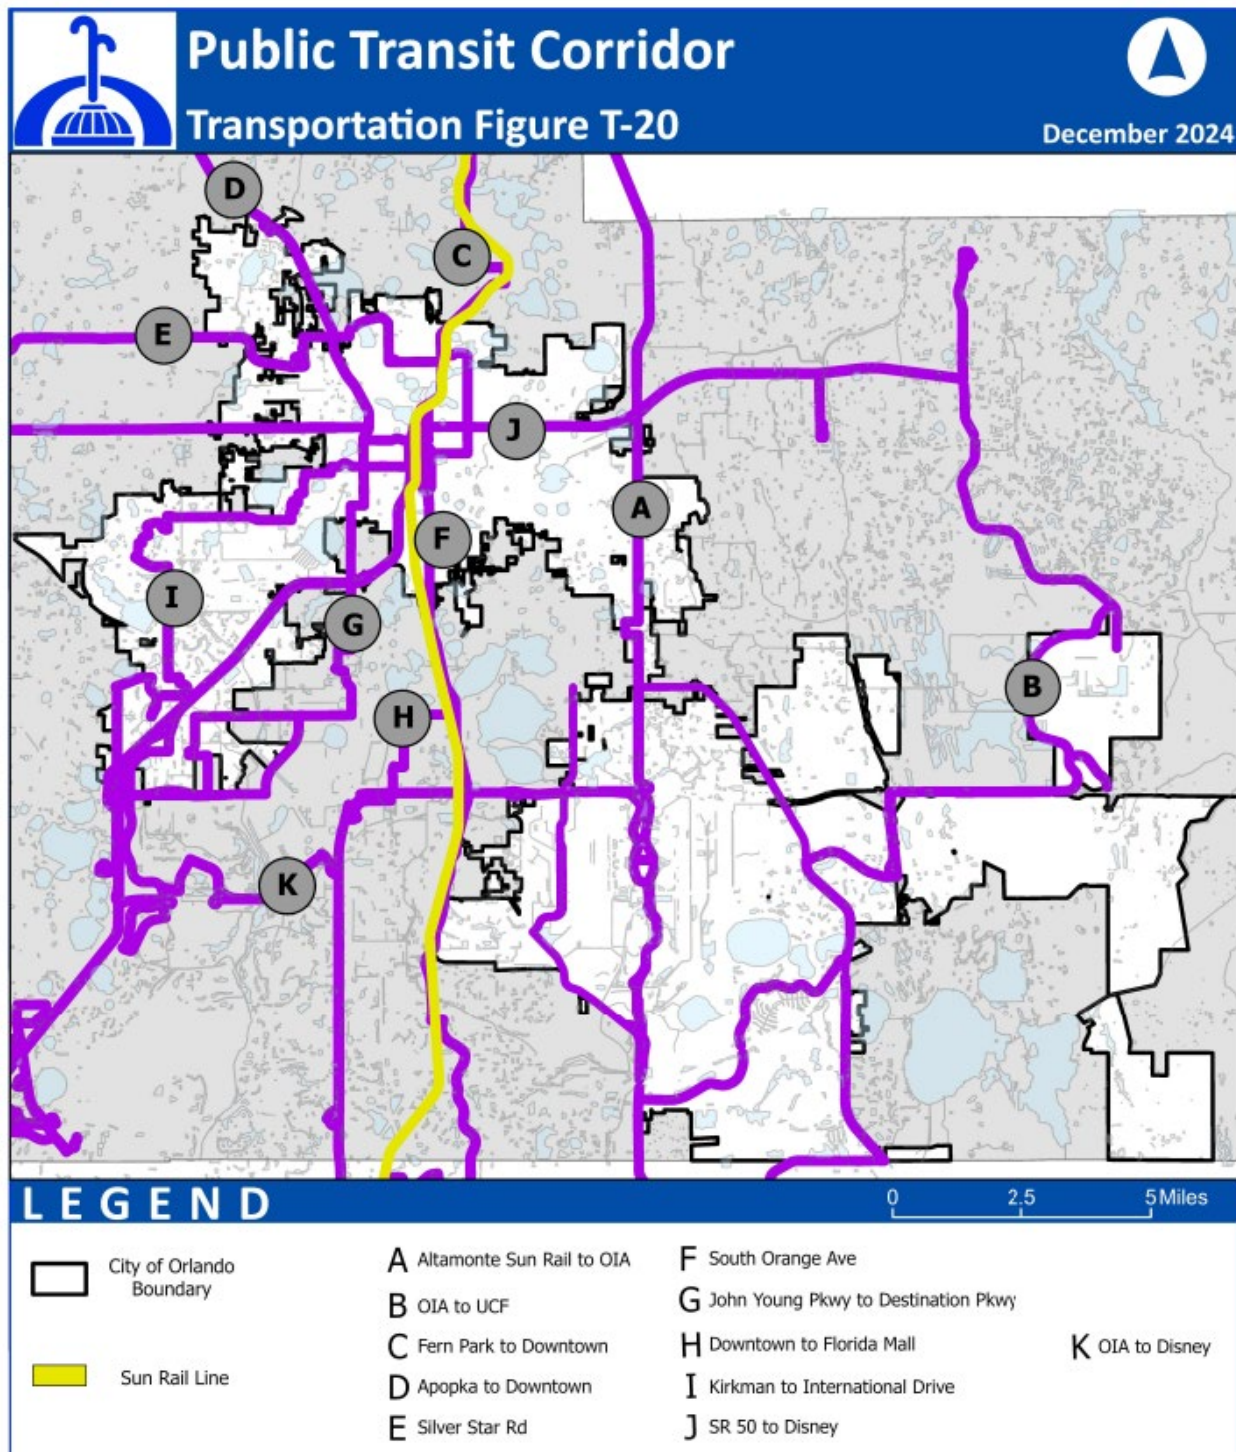 Public Transit Corridor
Transportation Figure T-20
December 2024
D
C
E
J
A
F
I
G
B
H
K
LEGEND
0 2.5 5 Miles
City of Orlando
Boundary
Sun Rail Line
A Altamonte Sun Rail to OIA
B OIA to UCF
C Fern Park to Downtown
D Apopka to Downtown
E Silver Star Rd
F South Orange Ave
G John Young Pkwy to Destination Pkwy
H Downtown to Florida Mall
I Kirkman to International Drive
J SR 50 to Disney
K OIA to Disney